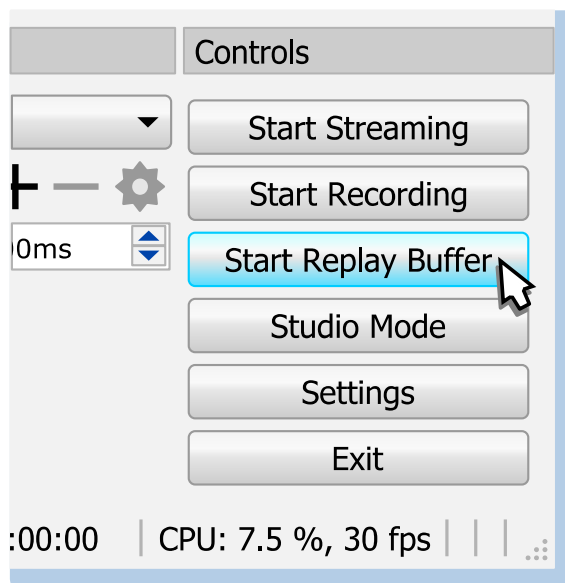 Controls
Start Streaming
Start Recording
00ms
Start Replay Buffer
Studio Mode
Settings
Exit
:00:00
CPU: 7.5 %, 30 fps